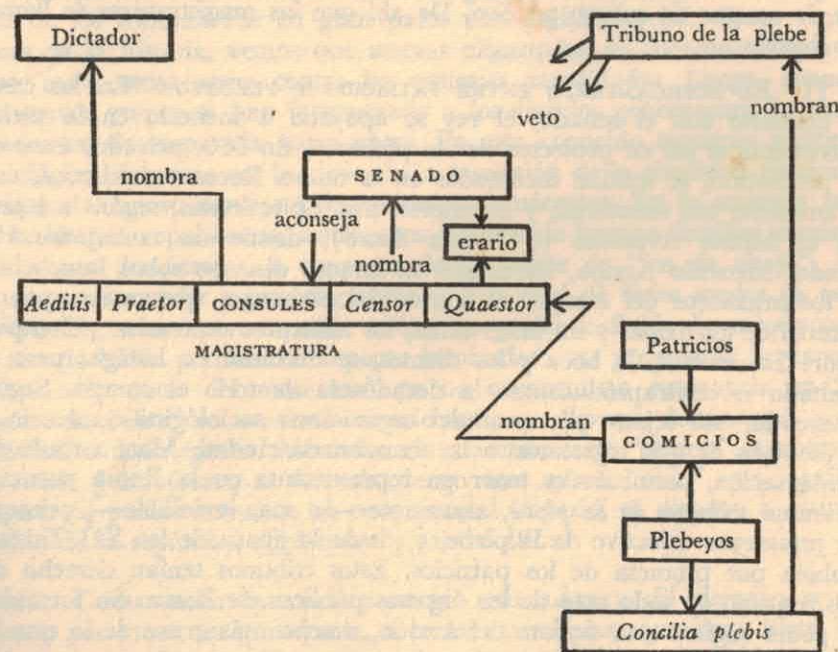 Dictador
Tribuno de la plebe
nombran
veto
nombra
SENADO
aconseja
erario
nombra
Aedilis Praetor CONSULES Censor Quaestor
MAGISTRATURA
Patricios
nombran
COMICIOS
Plebeyos
Concilia plebis